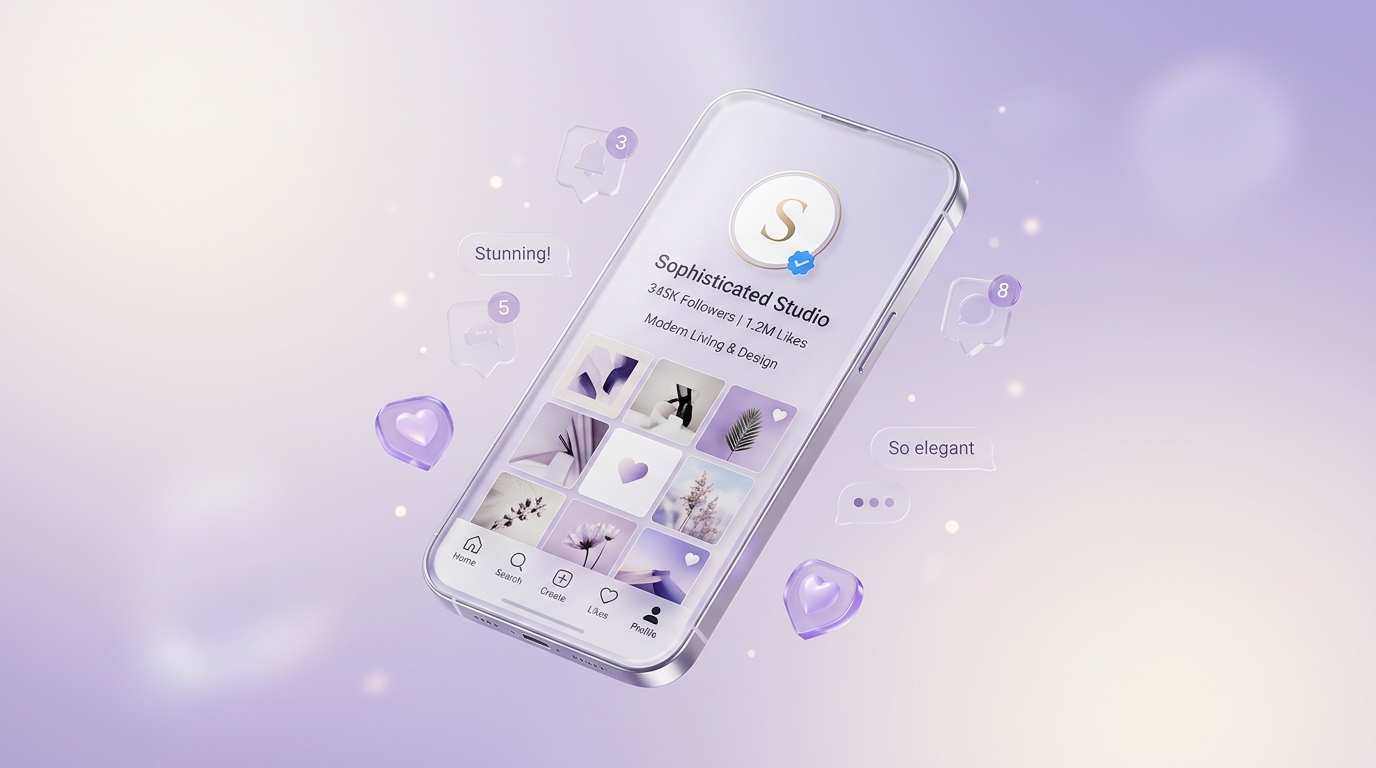 3
Stunning!
5
S
Sophisticated Studio
345K Followers | 1.2M Likes
Modern Living & Design
8
So elegant
Home
Search
Create
Likes
Profile